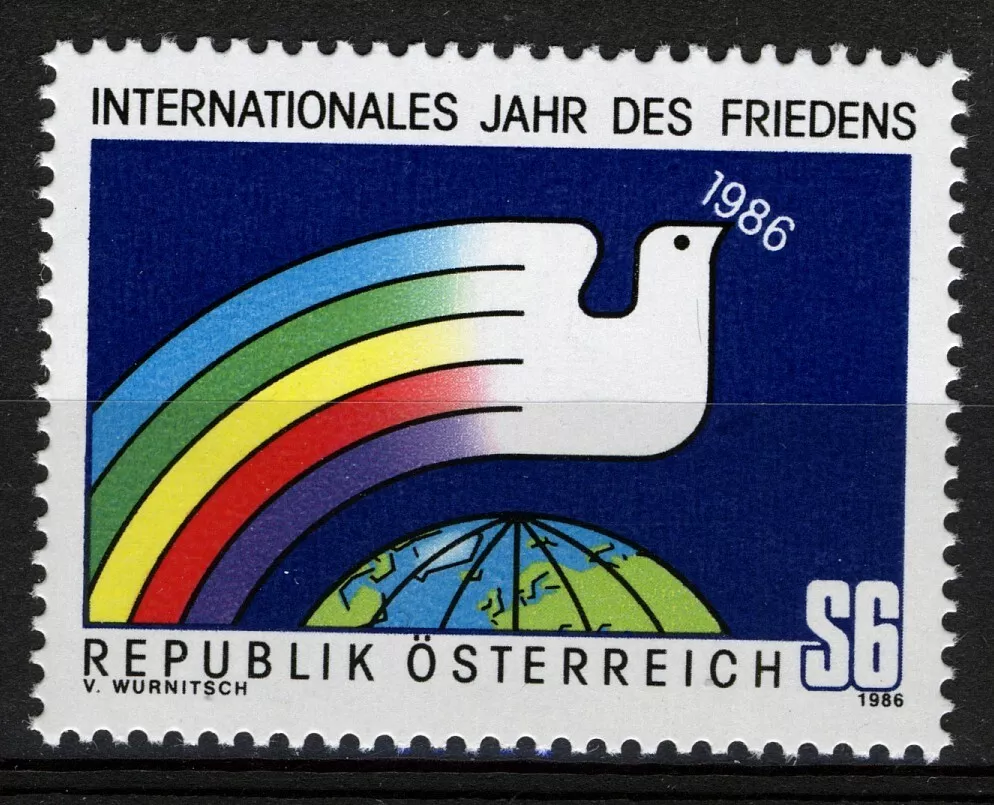 INTERNATIONALES JAHR DES FRIEDENS
1986
REPUBLIK ÖSTERREICH
S6
V. WURNITSCH
1986